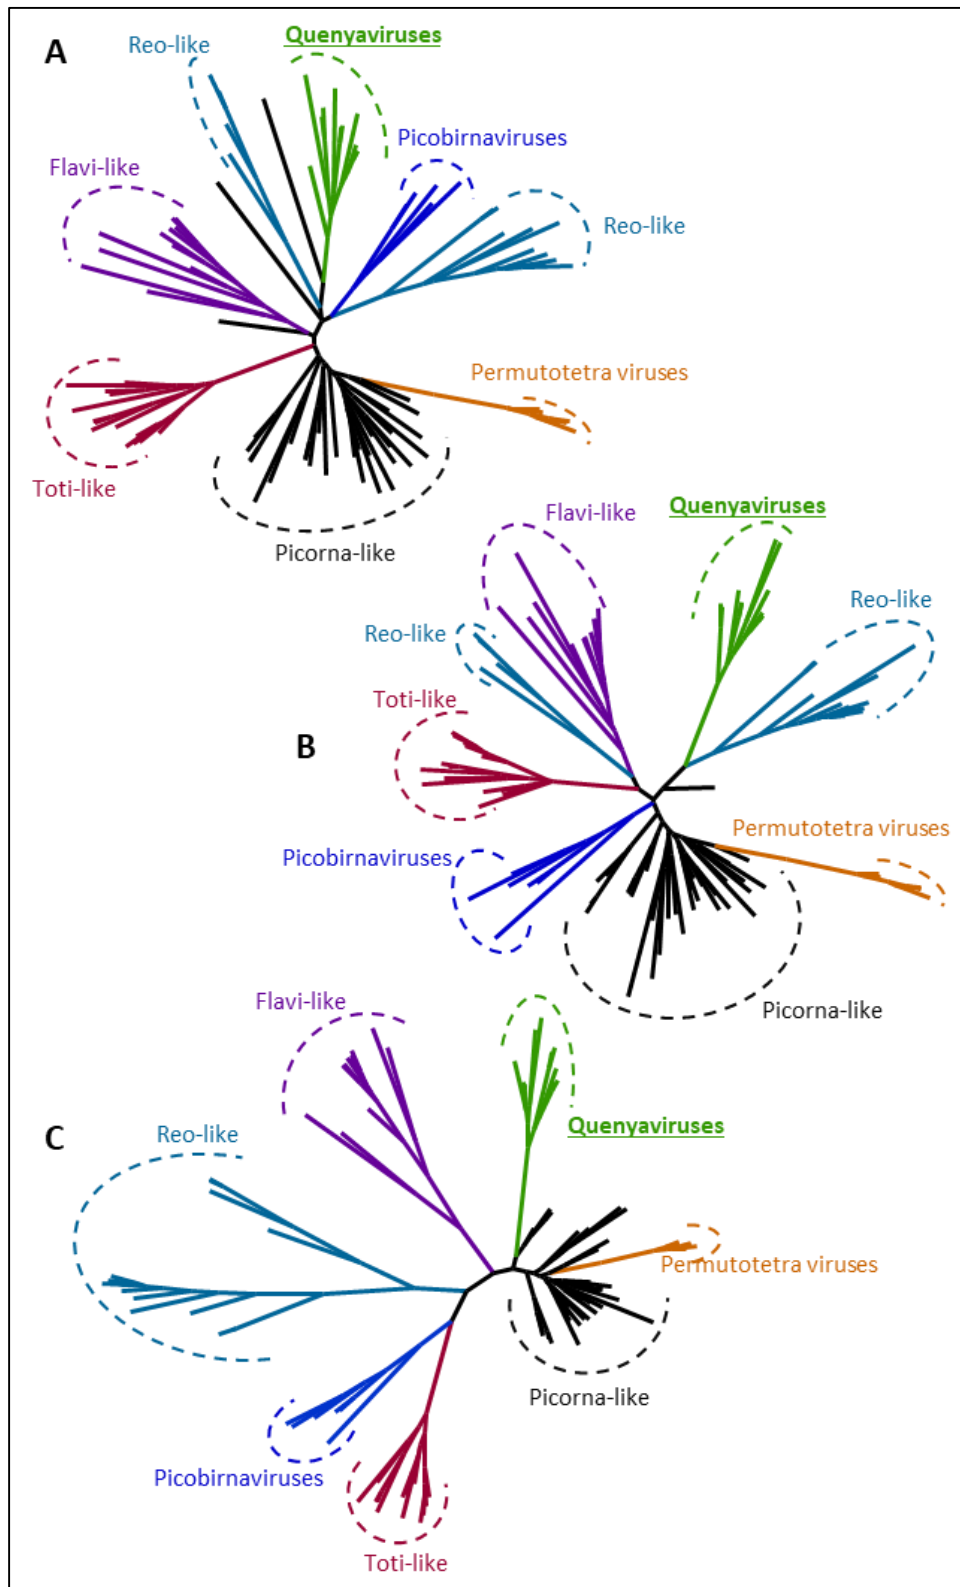 A
Reo-like
Quenyaviruses
Picobirnaviruses
Flavi-like
Reo-like
Permutotetra viruses
Toti-like
Picorna-like
B
Flavi-like
Quenyaviruses
Reo-like
Reo-like
Toti-like
Permutotetra viruses
Picobirnaviruses
Picorna-like
C
Flavi-like
Quenyaviruses
Reo-like
Permutotetra viruses
Picorna-like
Picobirnaviruses
Toti-like